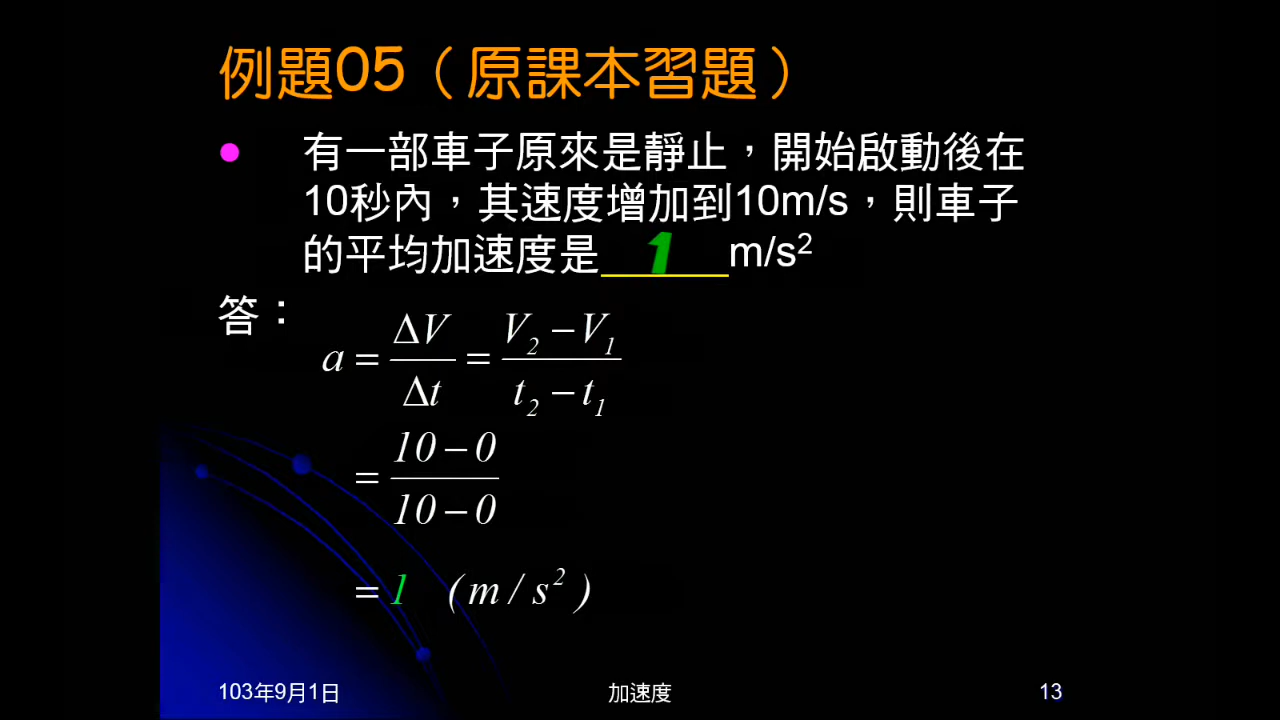 例題05（原課本習題）
有一部車子原來是靜止，開始啟動後在
10秒內，其速度增加到10m/s，則車子
的平均加速度是 1 m/s²
答：
a = ΔV/Δt = (V₂ − V₁)/(t₂ − t₁)
= (10 − 0)/(10 − 0)
= 1 (m/s²)
103年9月1日 加速度 13